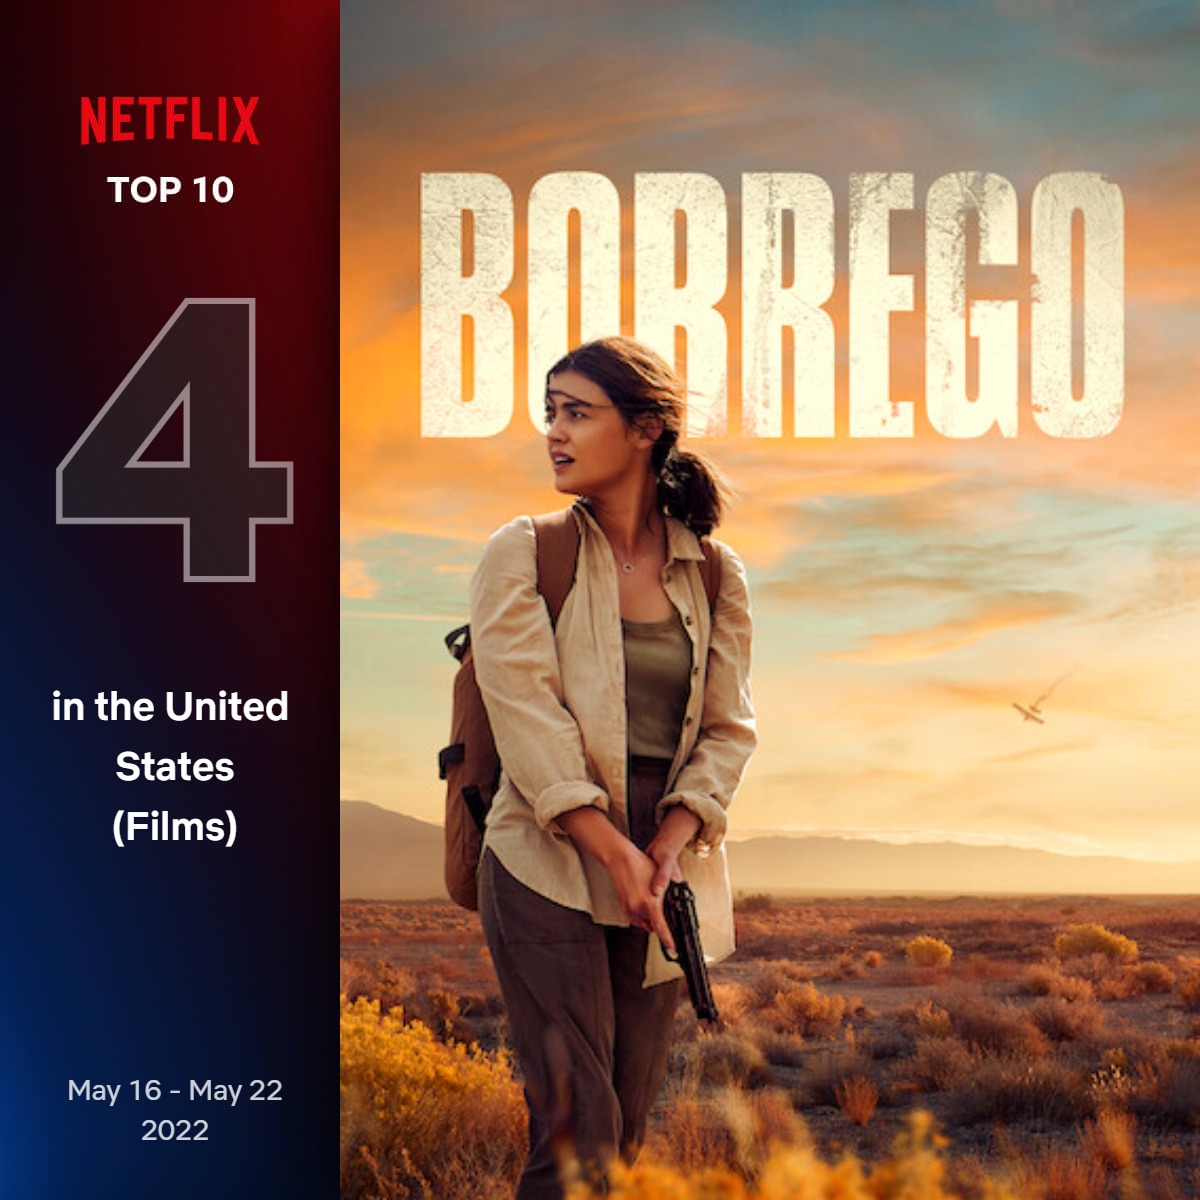 NETFLIX
TOP 10
4
in the United
States
(Films)
May 16 - May 22
2022
BORREGO